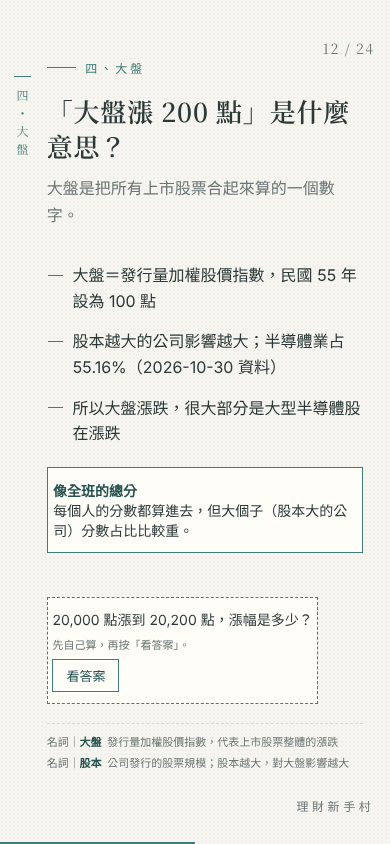 12 / 24
四、大盤
四・大盤
「大盤漲 200 點」是什麼
意思？
大盤是把所有上市股票合起來算的一個數
字。
— 大盤＝發行量加權股價指數，民國 55 年
設為 100 點
— 股本越大的公司影響越大；半導體業占
55.16%（2026-10-30 資料）
— 所以大盤漲跌，很大部分是大型半導體股
在漲跌
像全班的總分
每個人的分數都算進去，但大個子（股本大的公
司）分數占比比較重。
20,000 點漲到 20,200 點，漲幅是多少？
先自己算，再按「看答案」。
看答案
名詞｜大盤 發行量加權股價指數，代表上市股票整體的漲跌
名詞｜股本 公司發行的股票規模；股本越大，對大盤影響越大
理財新手村